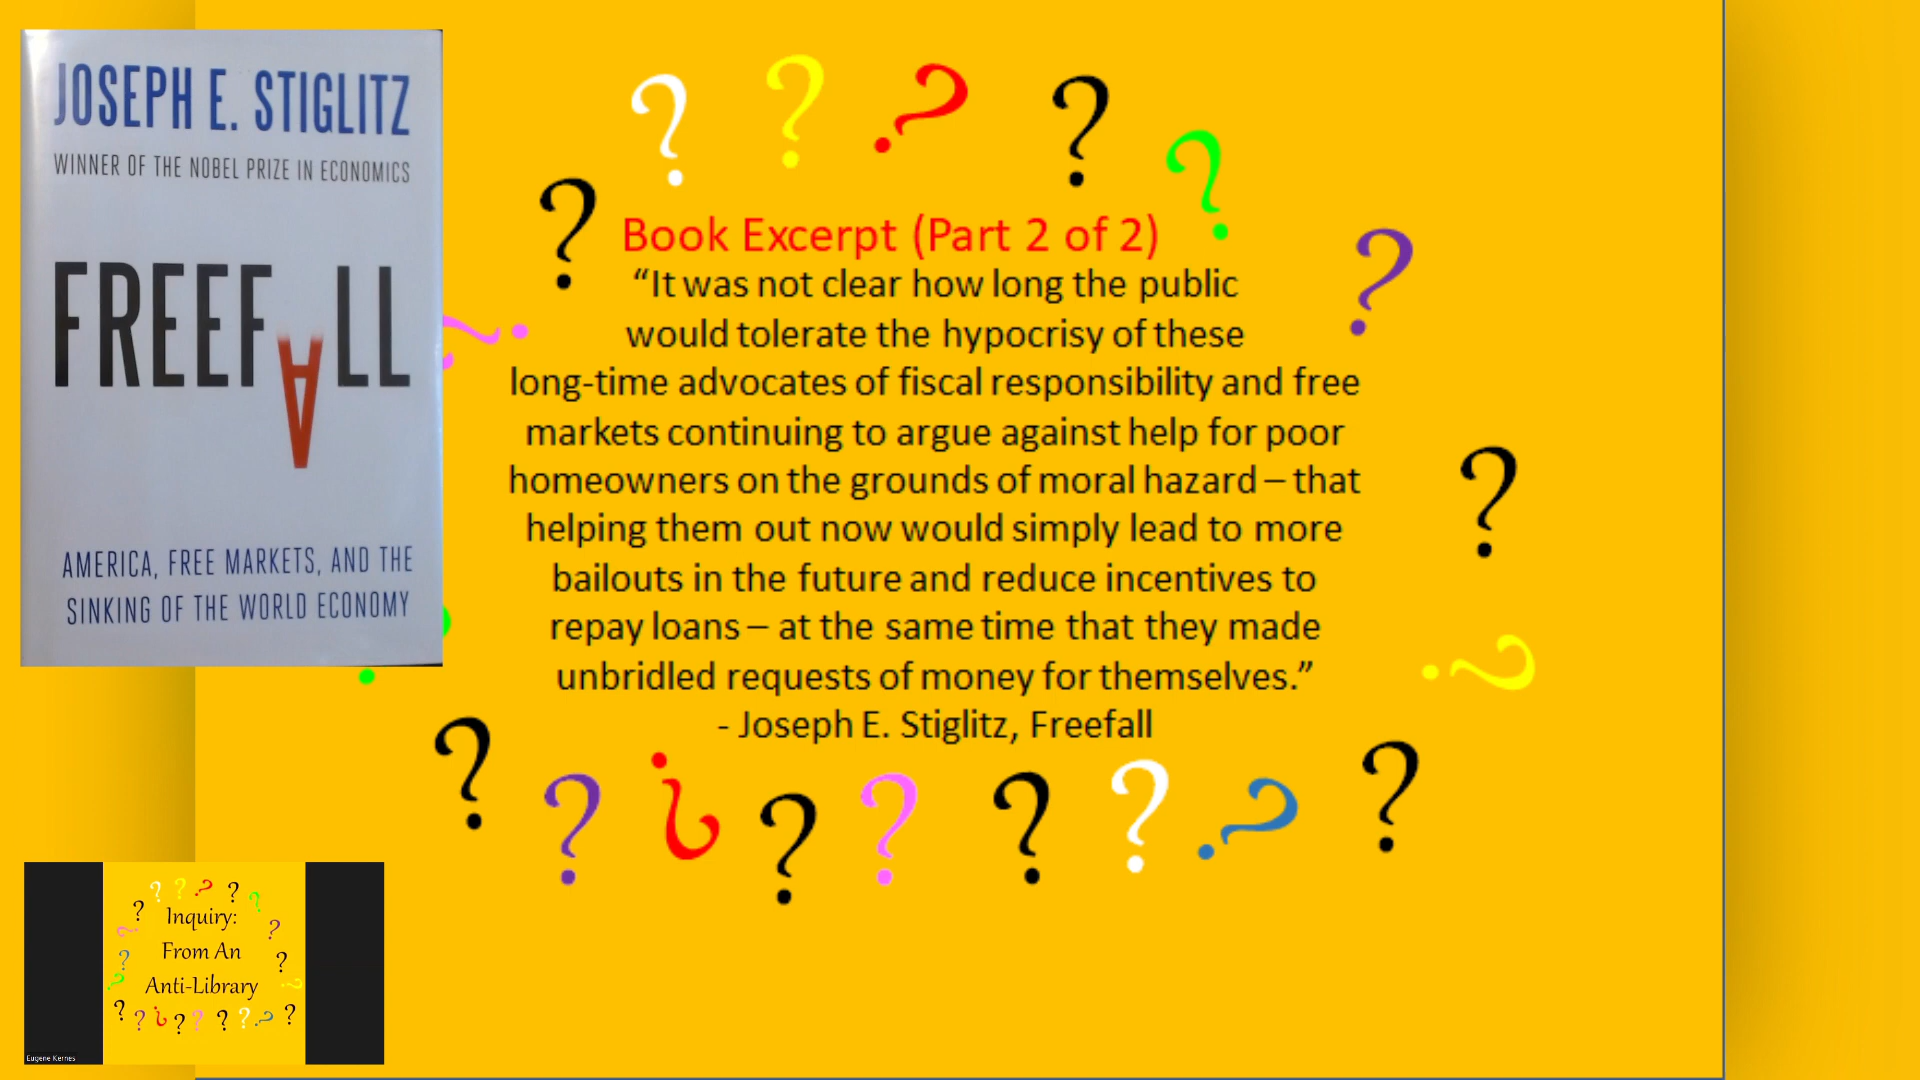 JOSEPH E. STIGLITZ
WINNER OF THE NOBEL PRIZE IN ECONOMICS
FREEFALL
AMERICA, FREE MARKETS, AND THE
SINKING OF THE WORLD ECONOMY
Book Excerpt (Part 2 of 2)
“It was not clear how long the public
would tolerate the hypocrisy of these
long-time advocates of fiscal responsibility and free
markets continuing to argue against help for poor
homeowners on the grounds of moral hazard – that
helping them out now would simply lead to more
bailouts in the future and reduce incentives to
repay loans – at the same time that they made
unbridled requests of money for themselves.”
- Joseph E. Stiglitz, Freefall
Inquiry:
From An
Anti-Library
Eugene Kernes